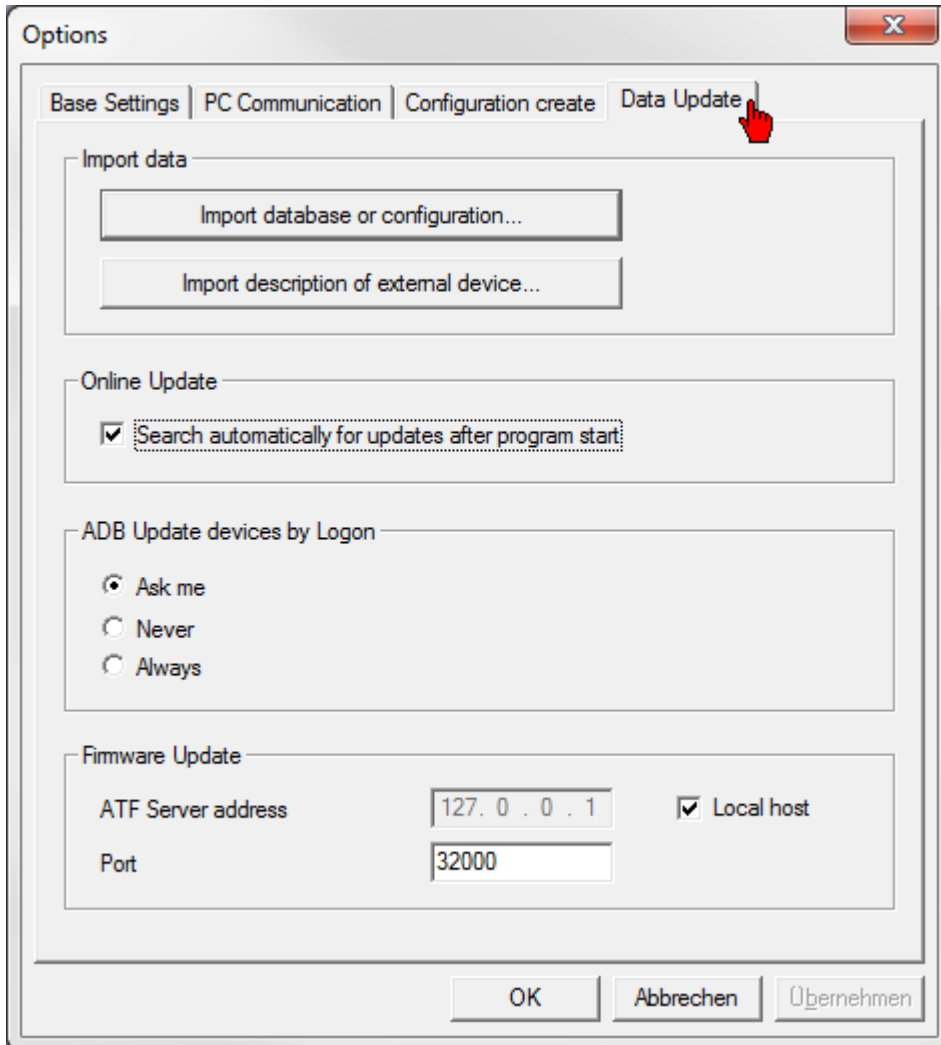 Options
Base Settings PC Communication Configuration create Data Update
Import data
Import database or configuration...
Import description of external device...
Online Update
Search automatically for updates after program start
ADB Update devices by Logon
Ask me
Never
Always
Firmware Update
ATF Server address 127. 0 . 0 . 1 Local host
Port 32000
OK Abbrechen Übernehmen